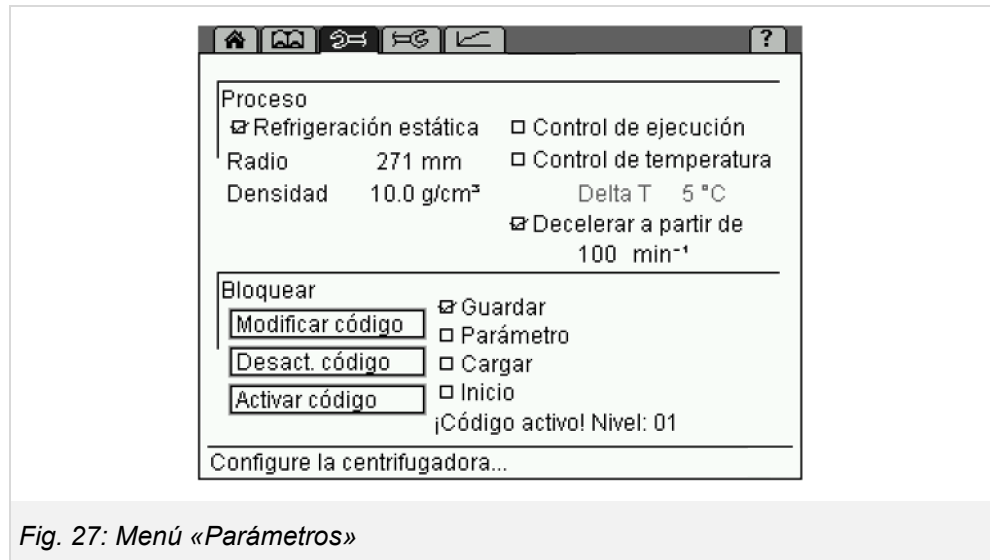 ?
Proceso
Refrigeración estática
Radio 271 mm
Densidad 10.0 g/cm³
Control de ejecución
Control de temperatura
Delta T 5 °C
Decelerar a partir de
100 min⁻¹
Bloquear
Modificar código
Desact. código
Activar código
Guardar
Parámetro
Cargar
Inicio
¡Código activo! Nivel: 01
Configure la centrifugadora...
Fig. 27: Menú «Parámetros»